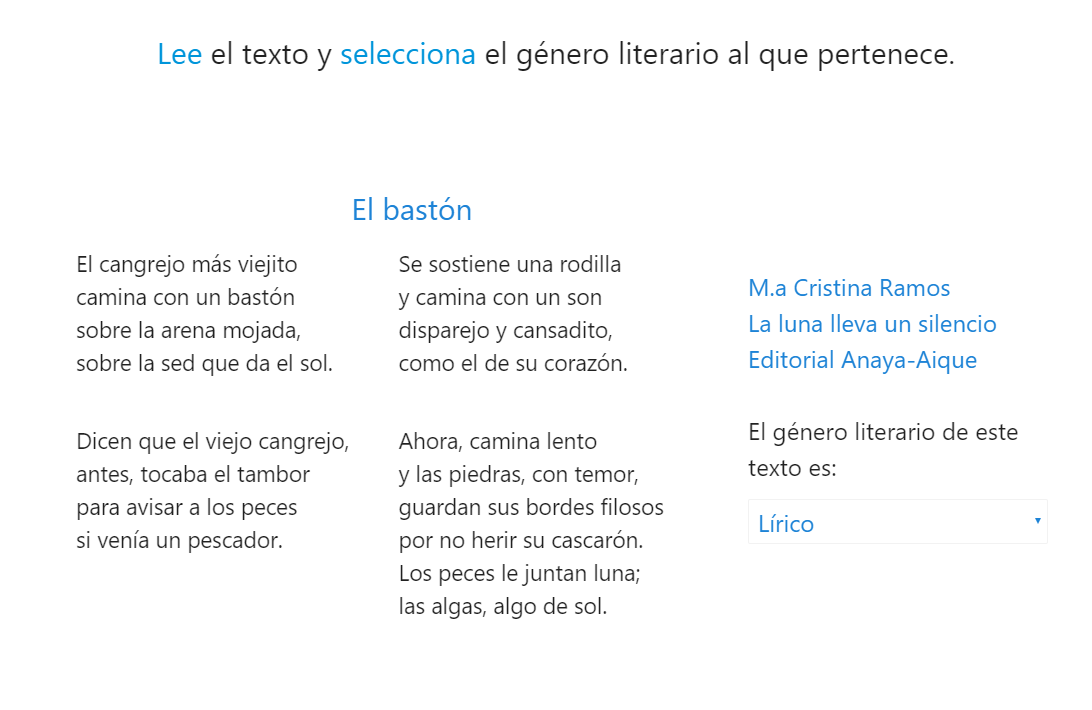 Lee el texto y selecciona el género literario al que pertenece.
El bastón
El cangrejo más viejito
camina con un bastón
sobre la arena mojada,
sobre la sed que da el sol.
Dicen que el viejo cangrejo,
antes, tocaba el tambor
para avisar a los peces
si venía un pescador.
Se sostiene una rodilla
y camina con un son
disparejo y cansadito,
como el de su corazón.
Ahora, camina lento
y las piedras, con temor,
guardan sus bordes filosos
por no herir su cascarón.
Los peces le juntan luna;
las algas, algo de sol.
M.a Cristina Ramos
La luna lleva un silencio
Editorial Anaya-Aique
El género literario de este
texto es:
Lírico